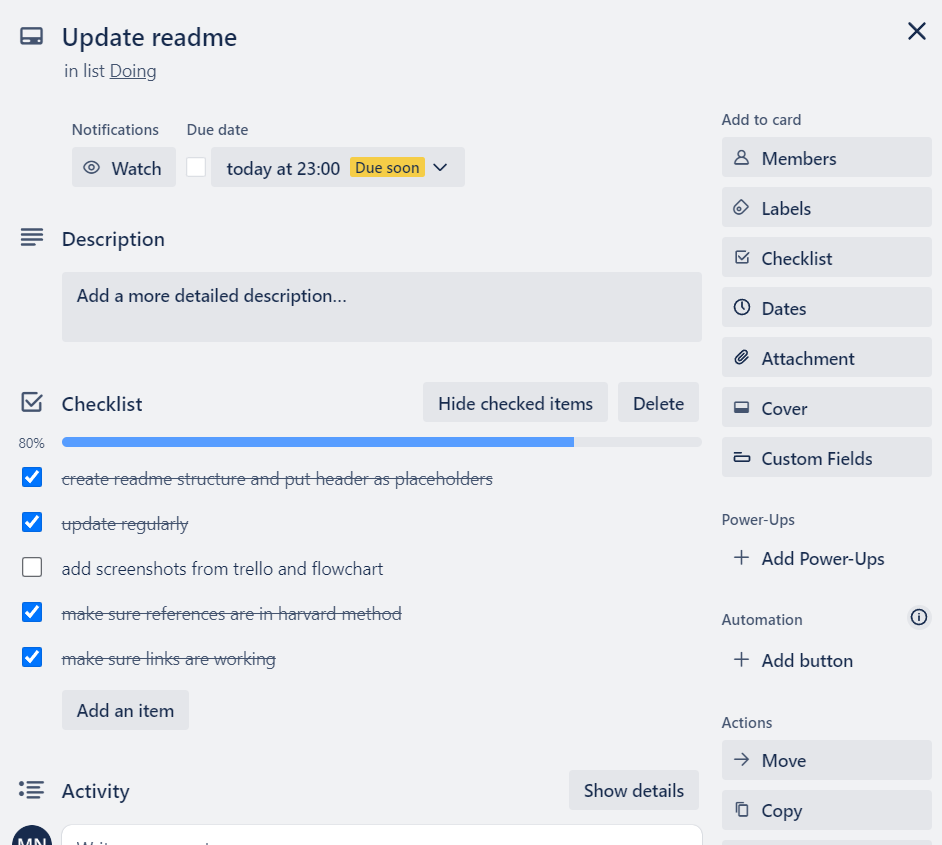 Update readme
in list Doing
Notifications
Due date
Watch
today at 23:00 Due soon
Description
Add a more detailed description...
Checklist
Hide checked items
Delete
80%
create readme structure and put header as placeholders
update regularly
add screenshots from trello and flowchart
make sure references are in harvard method
make sure links are working
Add an item
Activity
Show details
MN
Add to card
Members
Labels
Checklist
Dates
Attachment
Cover
Custom Fields
Power-Ups
Add Power-Ups
Automation
Add button
Actions
Move
Copy